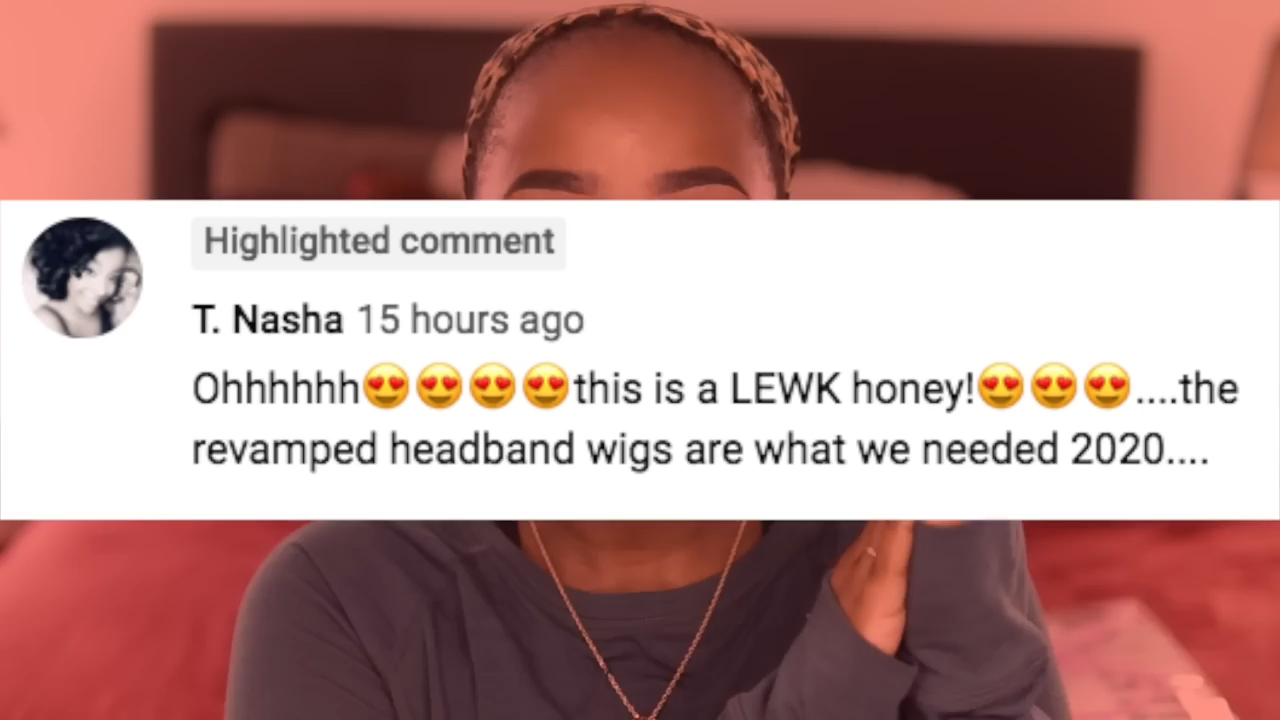 Highlighted comment
T. Nasha 15 hours ago
Ohhhhhh😍😍😍😍this is a LEWK honey!😍😍😍....the
revamped headband wigs are what we needed 2020....